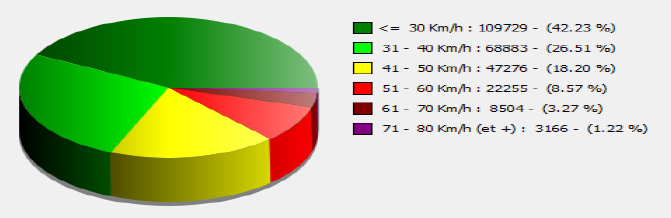 <= 30 Km/h : 109729 - (42.23 %)
31 - 40 Km/h : 68883 - (26.51 %)
41 - 50 Km/h : 47276 - (18.20 %)
51 - 60 Km/h : 22255 - (8.57 %)
61 - 70 Km/h : 8504 - (3.27 %)
71 - 80 Km/h (et +) : 3166 - (1.22 %)